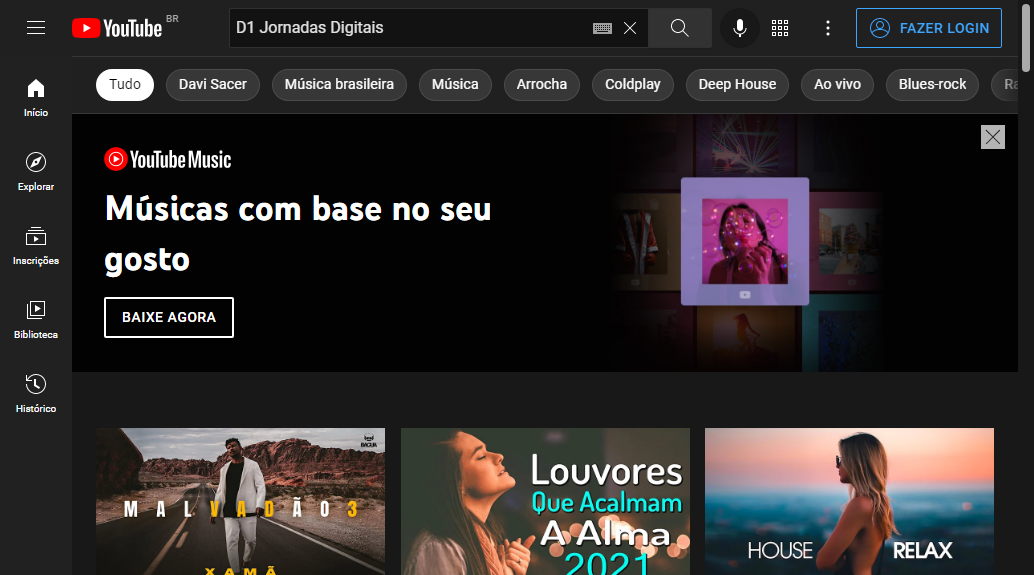 YouTube BR
D1 Jornadas Digitais
FAZER LOGIN
Tudo
Davi Sacer
Música brasileira
Música
Arrocha
Coldplay
Deep House
Ao vivo
Blues-rock
Início
Explorar
Inscrições
Biblioteca
Histórico
YouTube Music
Músicas com base no seu
gosto
BAIXE AGORA
MALVADÃO 3
XAMÃ
Louvores
Que Acalmam
A Alma
2021
HOUSE RELAX